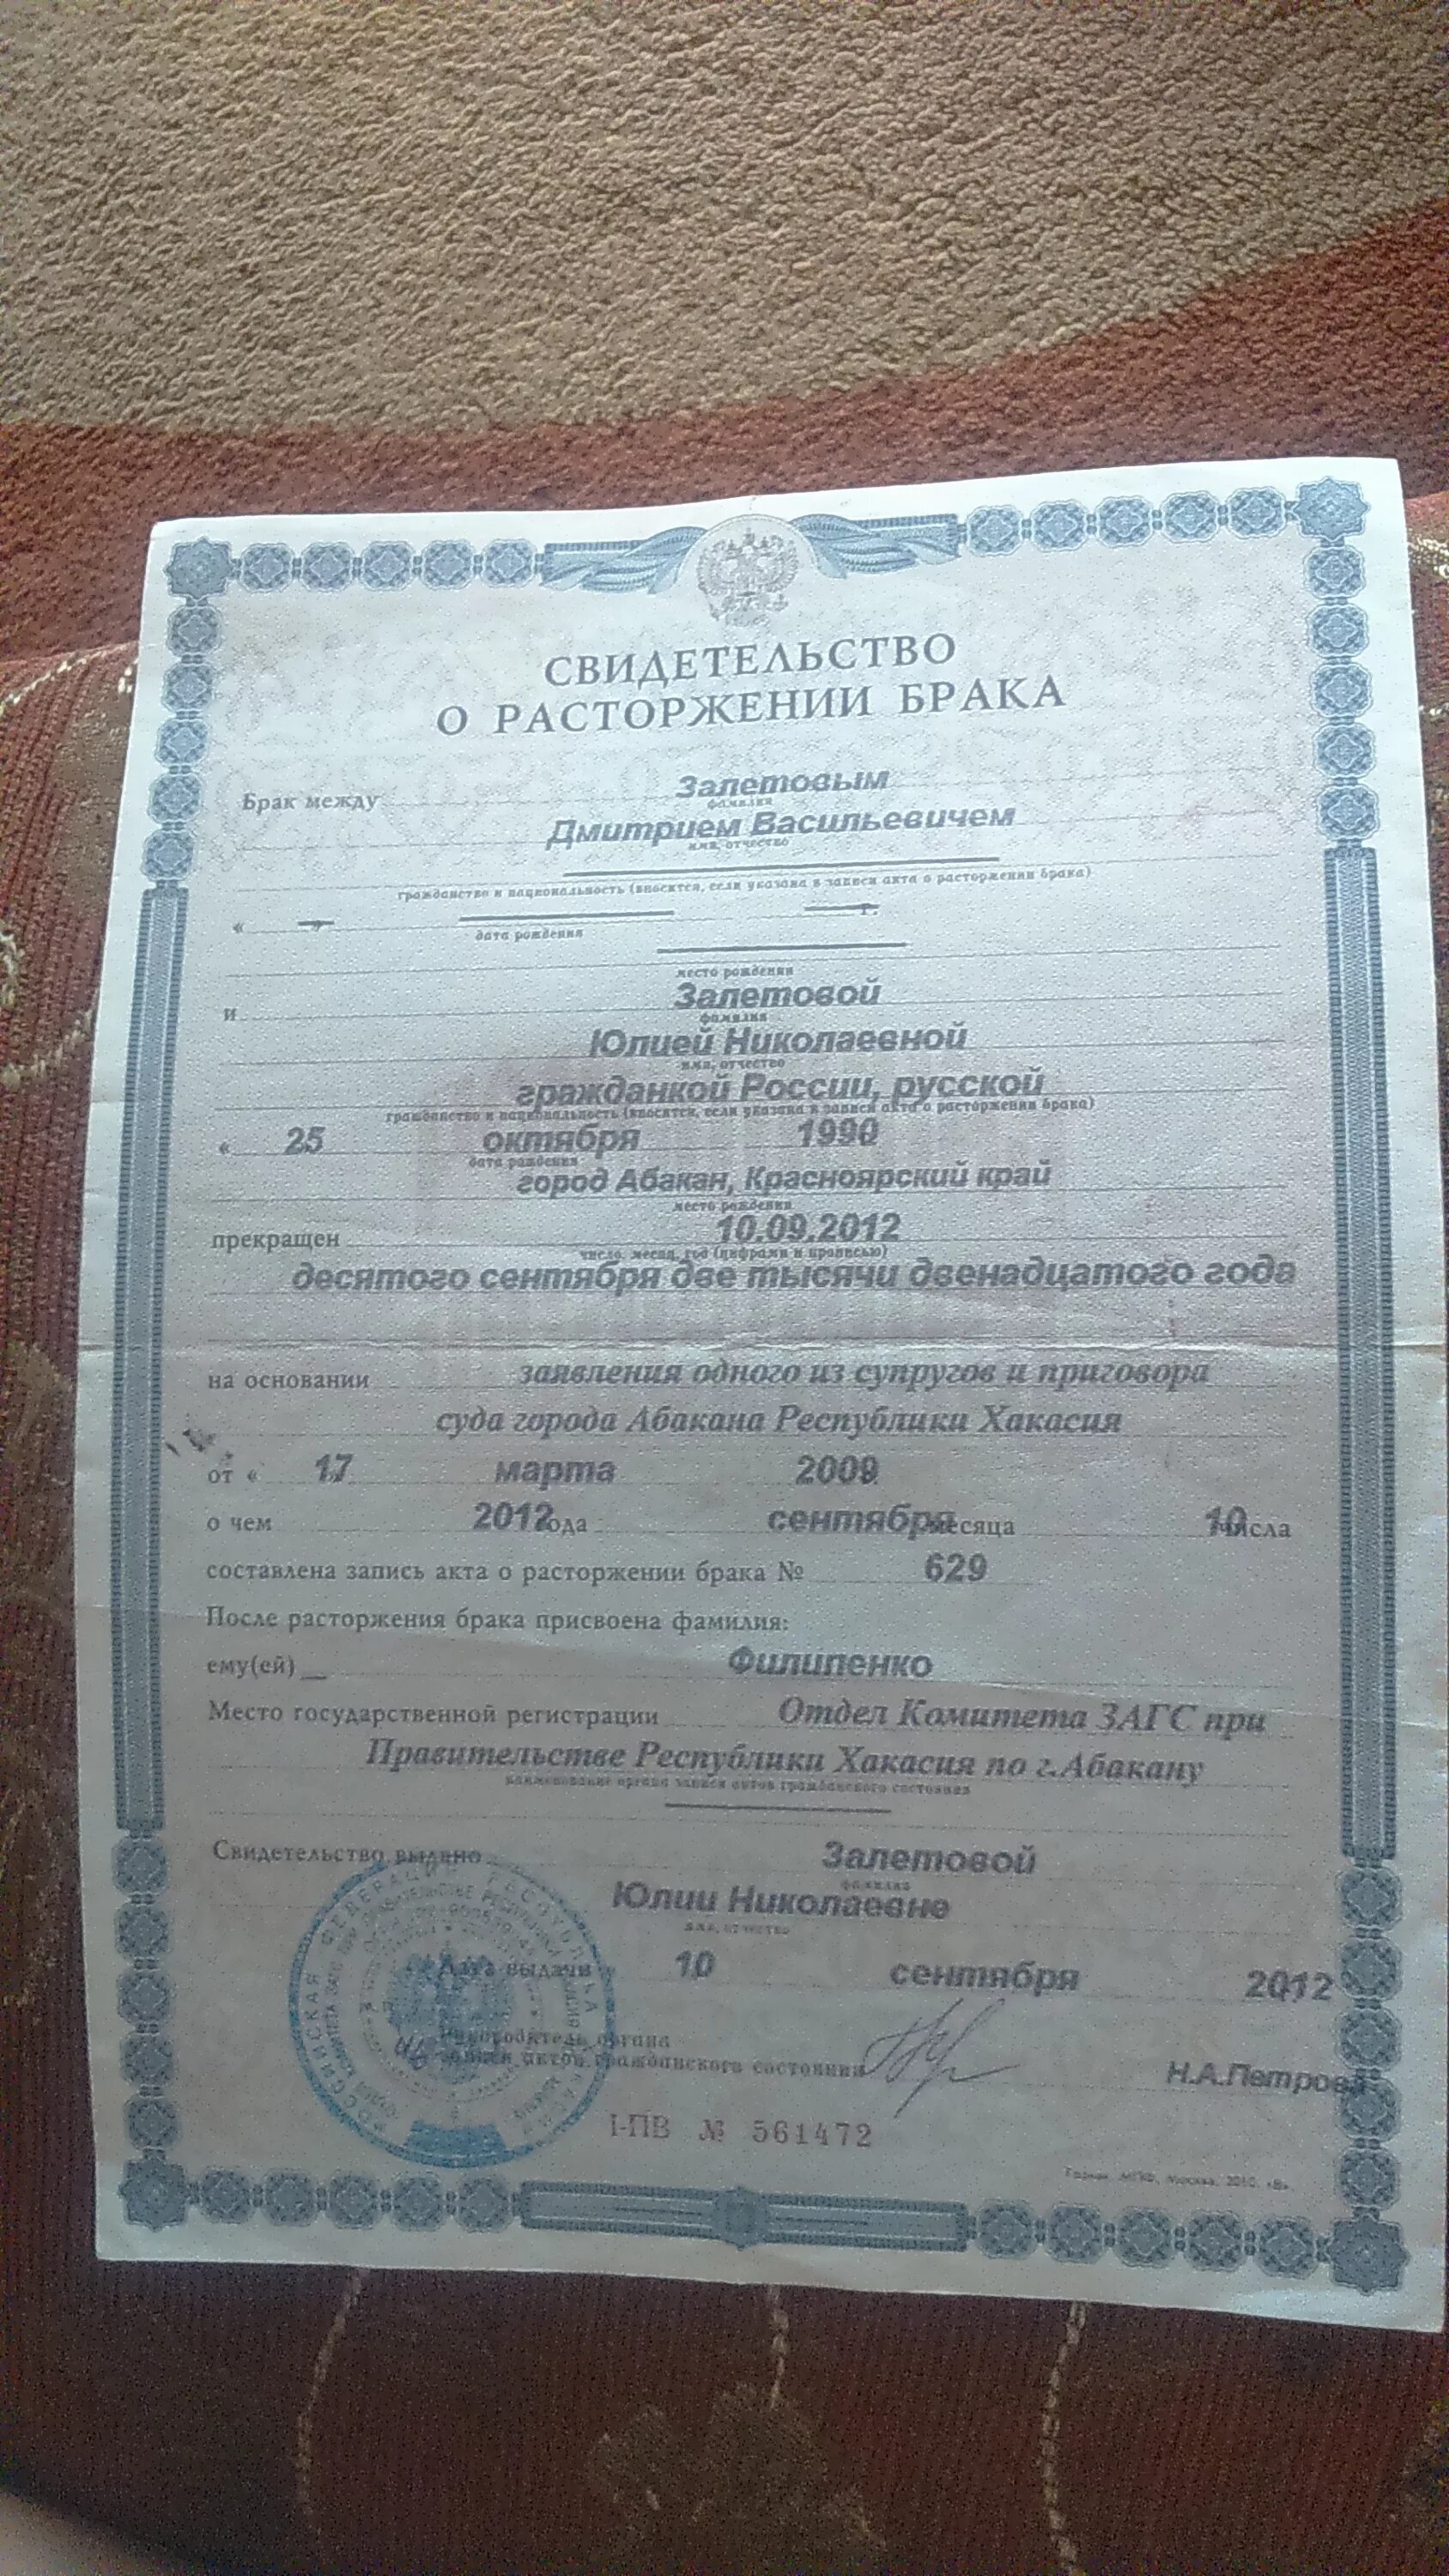 СВИДЕТЕЛЬСТВО
О РАСТОРЖЕНИИ БРАКА
Брак между Залетовым
фамилия
Дмитрием Васильевичем
имя, отчество
гражданство и национальность (вносятся, если указана в записи акта о расторжении брака)
« — » — — г.
дата рождения
место рождения
и Залетовой
фамилия
Юлией Николаевной
имя, отчество
гражданкой России, русской
гражданство и национальность (вносятся, если указана в записи акта о расторжении брака)
« 25 октября 1990
дата рождения
город Абакан, Красноярский край
место рождения
прекращен 10.09.2012
число, месяц, год (цифрами и прописью)
десятого сентября две тысячи двенадцатого года
на основании заявления одного из супругов и приговора
суда города Абакана Республики Хакасия
от « 17 марта 2009
о чем 2012 года сентября месяца 10 числа
составлена запись акта о расторжении брака № 629
После расторжения брака присвоена фамилия:
ему(ей) Филипенко
Место государственной регистрации Отдел Комитета ЗАГС при
Правительстве Республики Хакасия по г.Абакану
наименование органа записи актов гражданского состояния
Свидетельство выдано Залетовой
фамилия
Юлии Николаевне
имя, отчество
Дата выдачи 10 сентября 2012
Руководитель органа
записи актов гражданского состояния Н.А.Петрова
I-ПВ № 561472
РОССИЙСКАЯ ФЕДЕРАЦИЯ РЕСПУБЛИКА ХАКАСИЯ